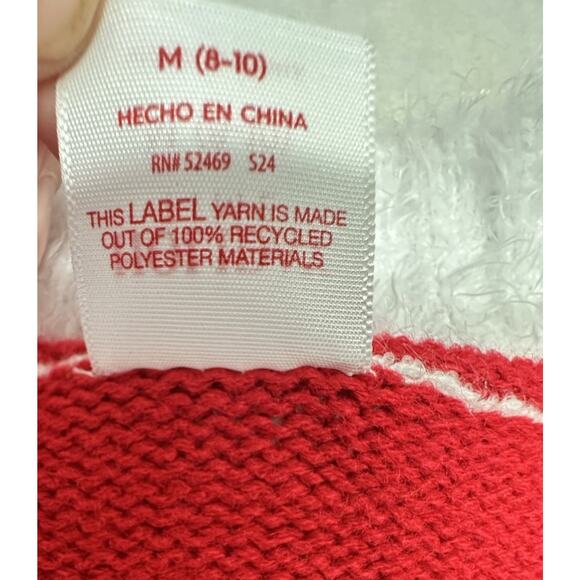 M (8-10)
HECHO EN CHINA
RN# 52469 S24
THIS LABEL YARN IS MADE
OUT OF 100% RECYCLED
POLYESTER MATERIALS